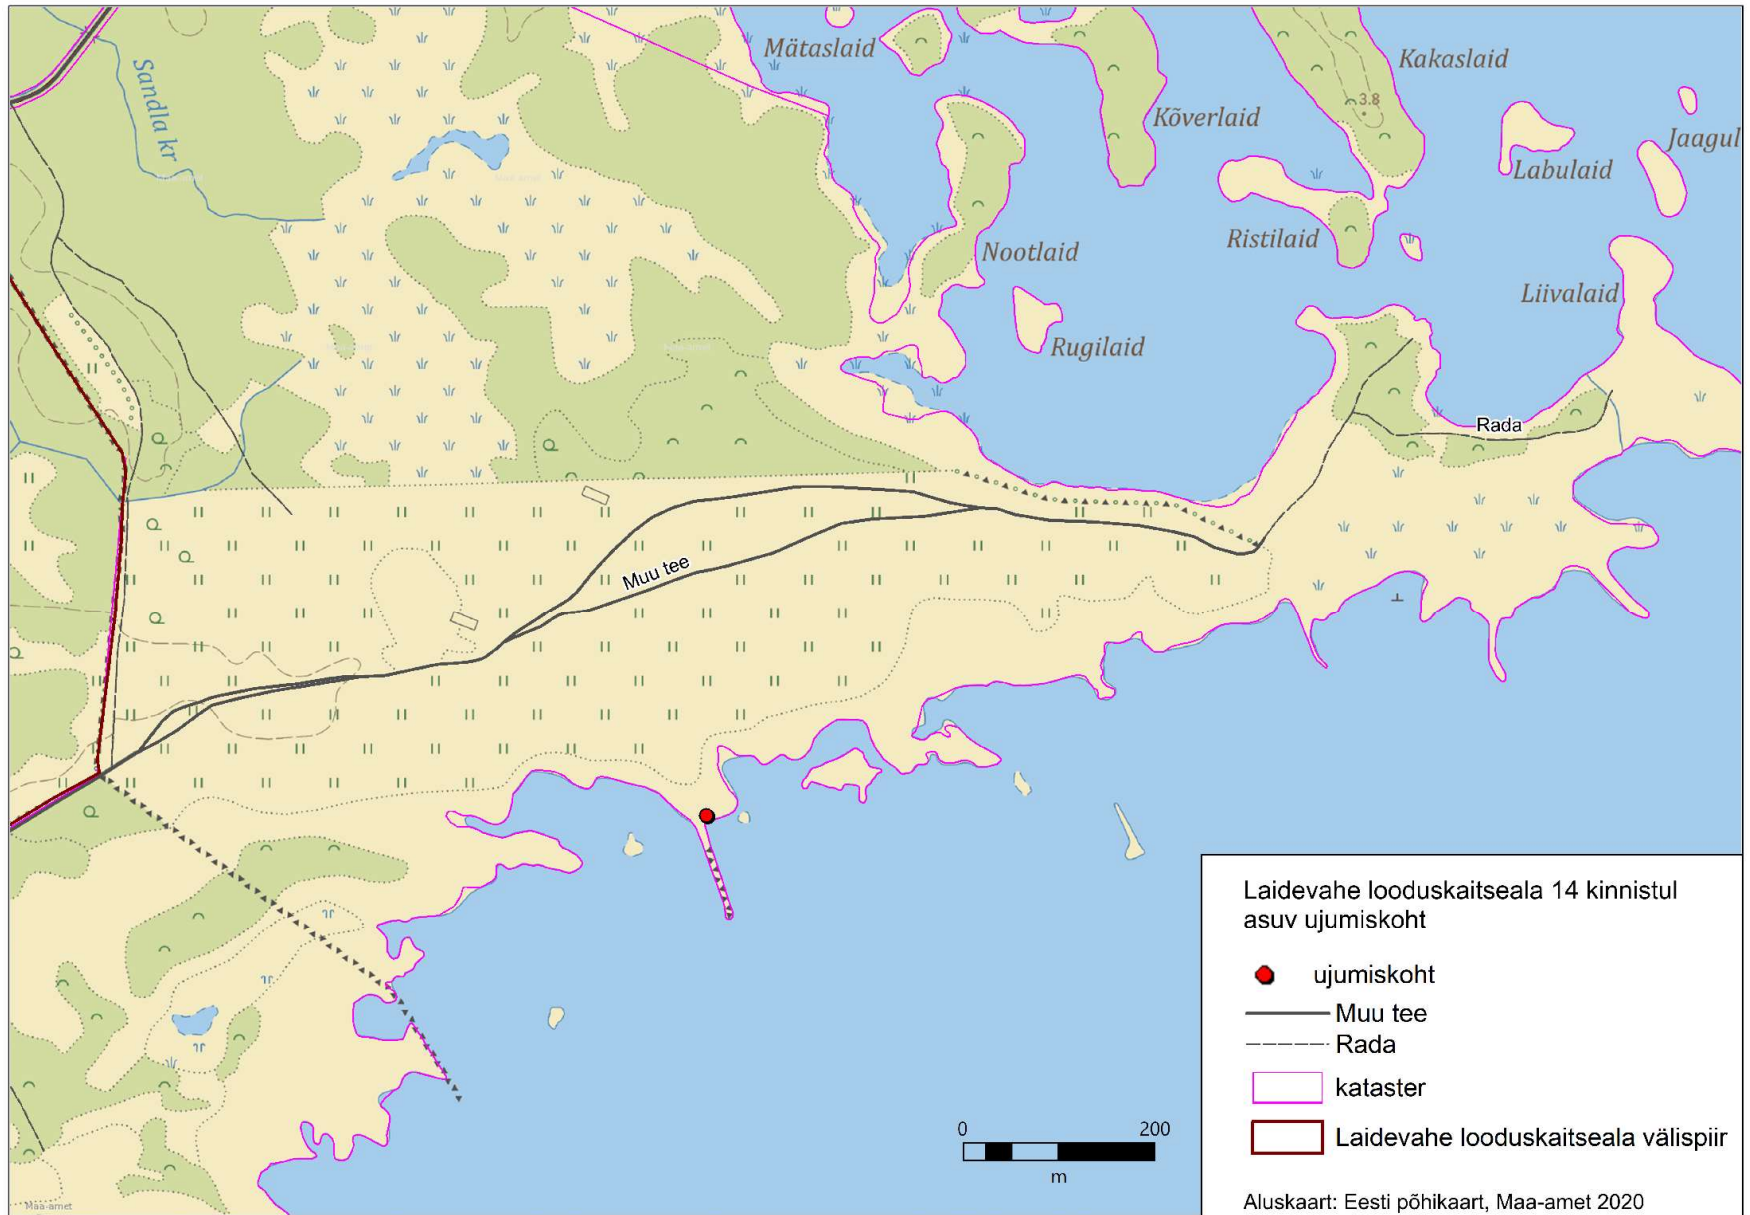 Mätaslaid
Kakaslaid
Sandla kr
3.8
Kõverlaid
Jaagul
Labulaid
Nootlaid
Ristilaid
Liivalaid
Rugilaid
Rada
Muu tee
Laidevahe looduskaitseala 14 kinnistul
asuv ujumiskoht
ujumiskoht
Muu tee
Rada
kataster
Laidevahe looduskaitseala välispiir
Aluskaart: Eesti põhikaart, Maa-amet 2020
0 200
m
Maa-amet